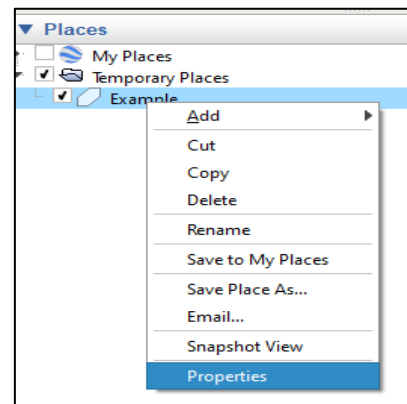 Places
My Places
Temporary Places
Example
Add
Cut
Copy
Delete
Rename
Save to My Places
Save Place As...
Email...
Snapshot View
Properties